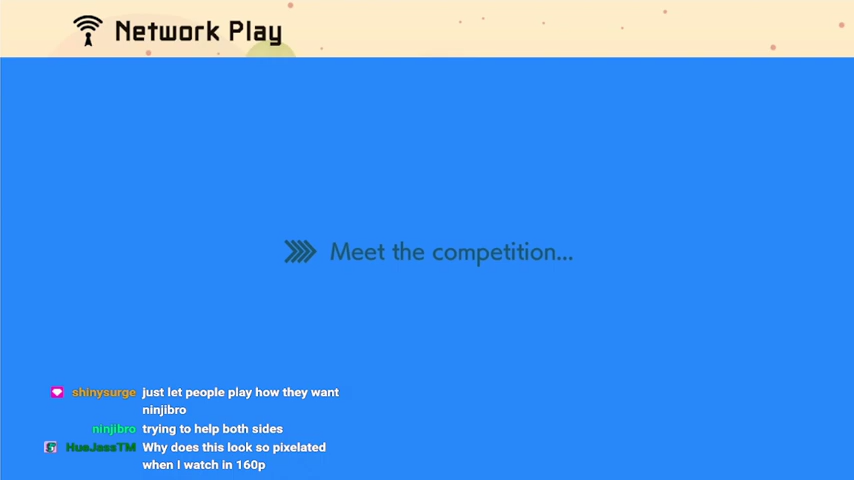 Network Play
Meet the competition...
shinysurge just let people play how they want
ninjibro
ninjibro trying to help both sides
HueJassTM Why does this look so pixelated
when I watch in 160p